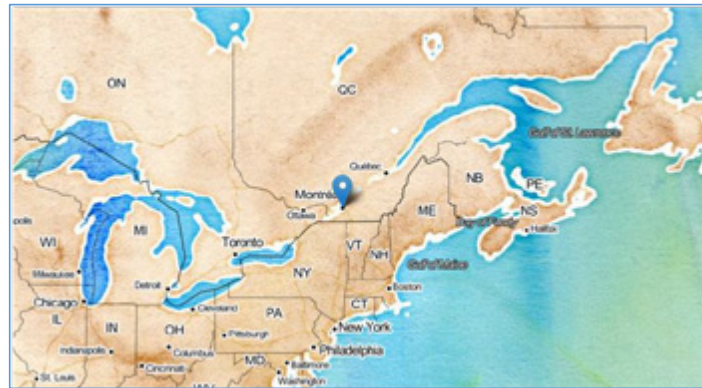 ON
QC
Gulf of St. Lawrence
Québec
NB
PE
Montréal
Ottawa
ME
NS
Bay of Fundy
Halifax
WI
MI
Toronto
VT
NH
Gulf of Maine
Milwaukee
NY
Detroit
Boston
Chicago
Cleveland
CT
IL
IN
OH
PA
Pittsburgh
New York
Indianapolis
Columbus
Philadelphia
Cincinnati
MD
Baltimore
St. Louis
Washington